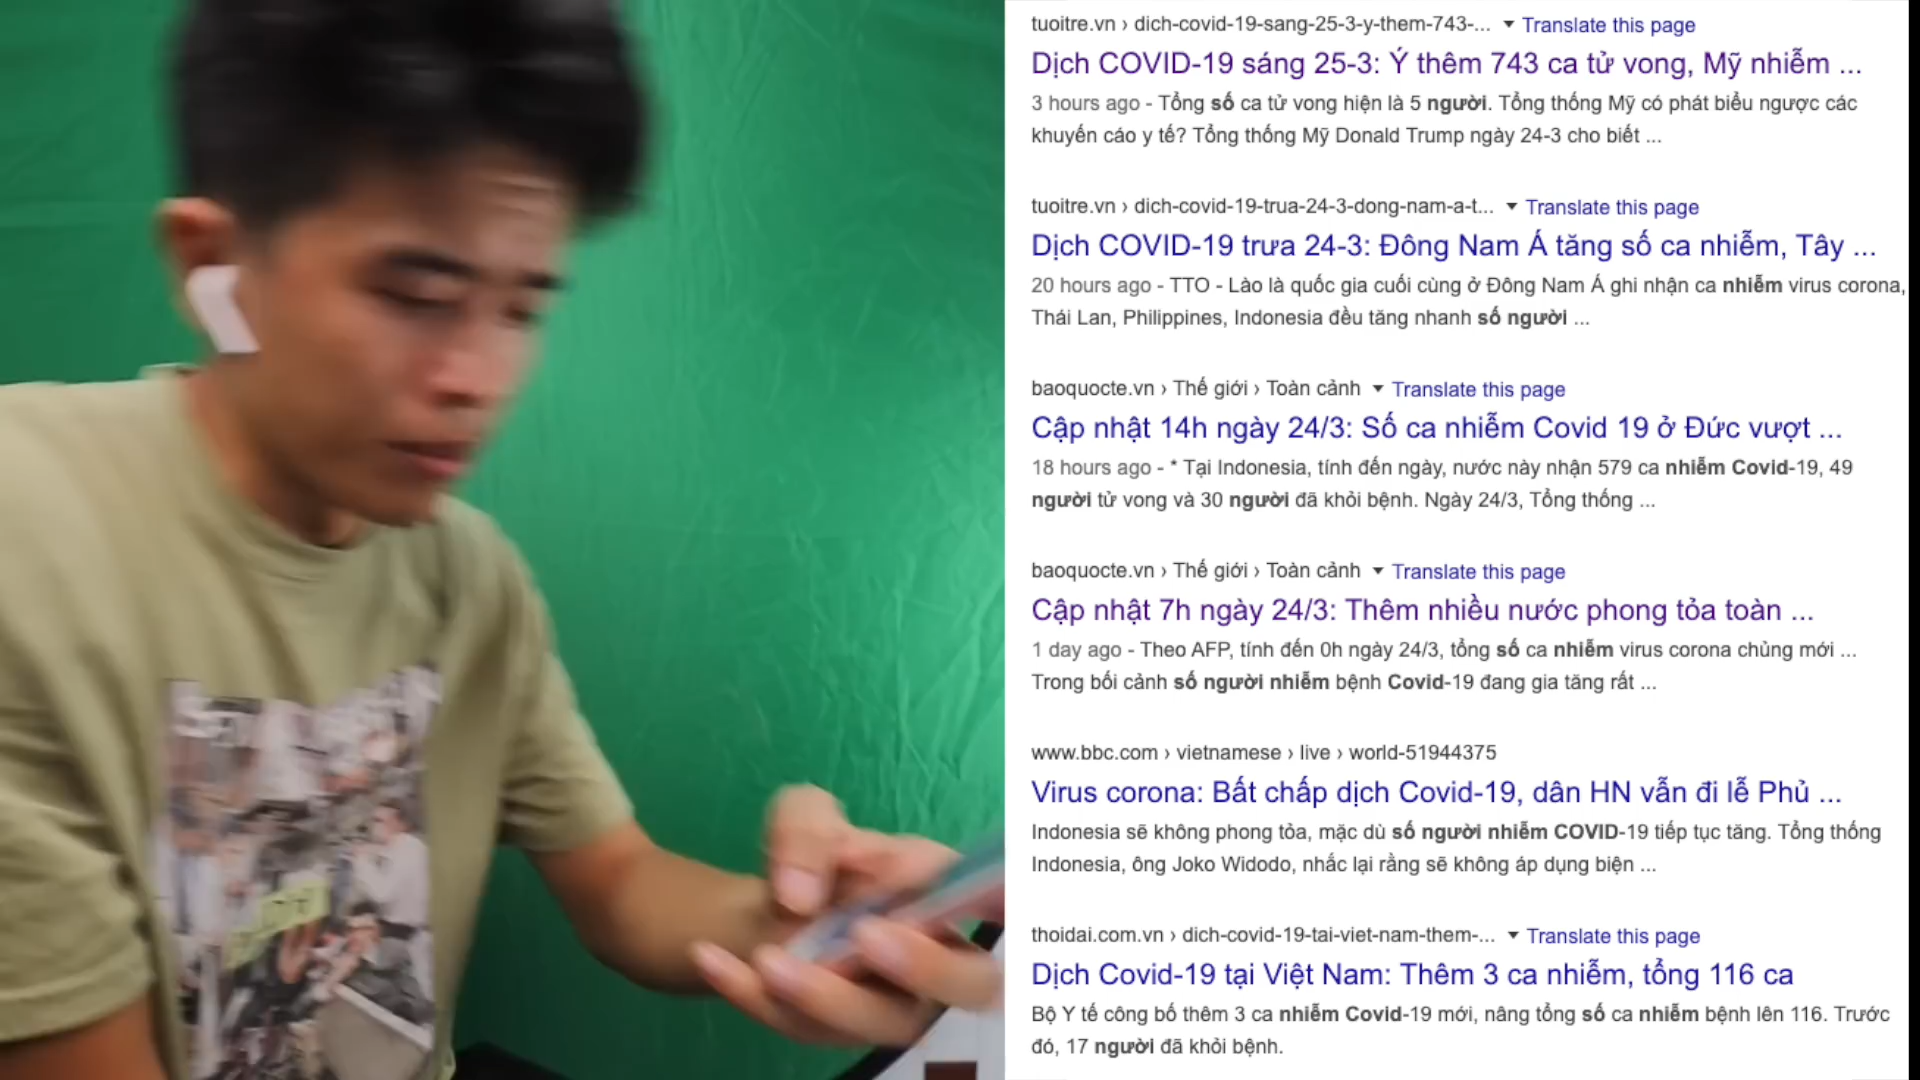 tuoitre.vn › dich-covid-19-sang-25-3-y-them-743-... ▼ Translate this page
Dịch COVID-19 sáng 25-3: Ý thêm 743 ca tử vong, Mỹ nhiễm ...
3 hours ago - Tổng số ca tử vong hiện là 5 người. Tổng thống Mỹ có phát biểu ngược các
khuyến cáo y tế? Tổng thống Mỹ Donald Trump ngày 24-3 cho biết ...
tuoitre.vn › dich-covid-19-trua-24-3-dong-nam-a-t... ▼ Translate this page
Dịch COVID-19 trưa 24-3: Đông Nam Á tăng số ca nhiễm, Tây ...
20 hours ago - TTO - Lào là quốc gia cuối cùng ở Đông Nam Á ghi nhận ca nhiễm virus corona,
Thái Lan, Philippines, Indonesia đều tăng nhanh số người ...
baoquocte.vn › Thế giới › Toàn cảnh ▼ Translate this page
Cập nhật 14h ngày 24/3: Số ca nhiễm Covid 19 ở Đức vượt ...
18 hours ago - * Tại Indonesia, tính đến ngày, nước này nhận 579 ca nhiễm Covid-19, 49
người tử vong và 30 người đã khỏi bệnh. Ngày 24/3, Tổng thống ...
baoquocte.vn › Thế giới › Toàn cảnh ▼ Translate this page
Cập nhật 7h ngày 24/3: Thêm nhiều nước phong tỏa toàn ...
1 day ago - Theo AFP, tính đến 0h ngày 24/3, tổng số ca nhiễm virus corona chủng mới ...
Trong bối cảnh số người nhiễm bệnh Covid-19 đang gia tăng rất ...
www.bbc.com › vietnamese › live › world-51944375
Virus corona: Bất chấp dịch Covid-19, dân HN vẫn đi lễ Phủ ...
Indonesia sẽ không phong tỏa, mặc dù số người nhiễm COVID-19 tiếp tục tăng. Tổng thống
Indonesia, ông Joko Widodo, nhắc lại rằng sẽ không áp dụng biện ...
thoidai.com.vn › dich-covid-19-tai-viet-nam-them-... ▼ Translate this page
Dịch Covid-19 tại Việt Nam: Thêm 3 ca nhiễm, tổng 116 ca
Bộ Y tế công bố thêm 3 ca nhiễm Covid-19 mới, nâng tổng số ca nhiễm bệnh lên 116. Trước
đó, 17 người đã khỏi bệnh.